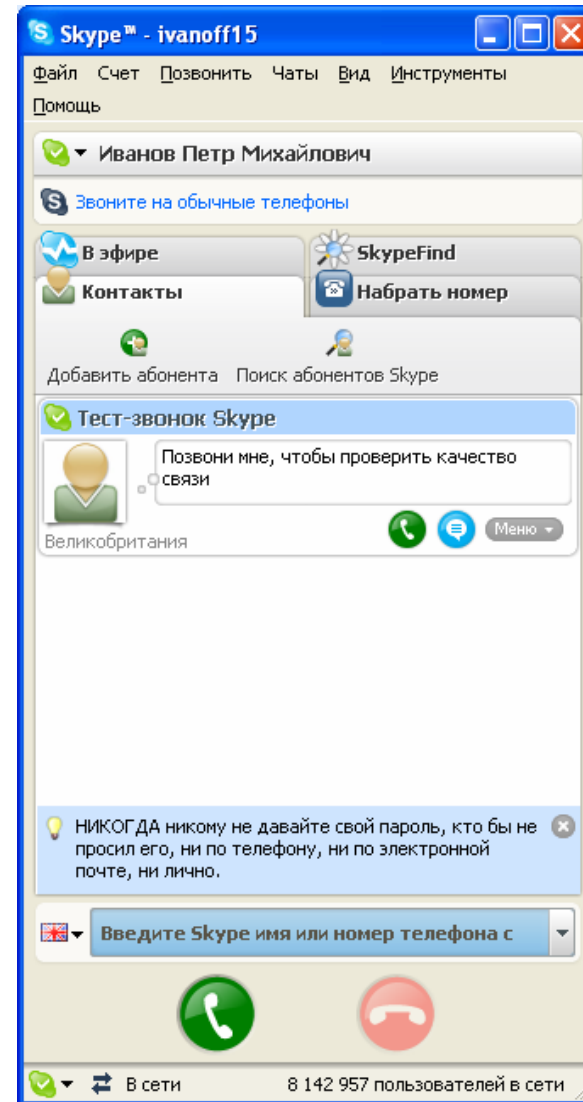 Skype™ - ivanoff15
Файл Счет Позвонить Чаты Вид Инструменты
Помощь
Иванов Петр Михайлович
Звоните на обычные телефоны
В эфире SkypeFind
Контакты Набрать номер
Добавить абонента Поиск абонентов Skype
Тест-звонок Skype
Позвони мне, чтобы проверить качество
связи
Великобритания Меню
НИКОГДА никому не давайте свой пароль, кто бы не
просил его, ни по телефону, ни по электронной
почте, ни лично.
Введите Skype имя или номер телефона с
В сети 8 142 957 пользователей в сети